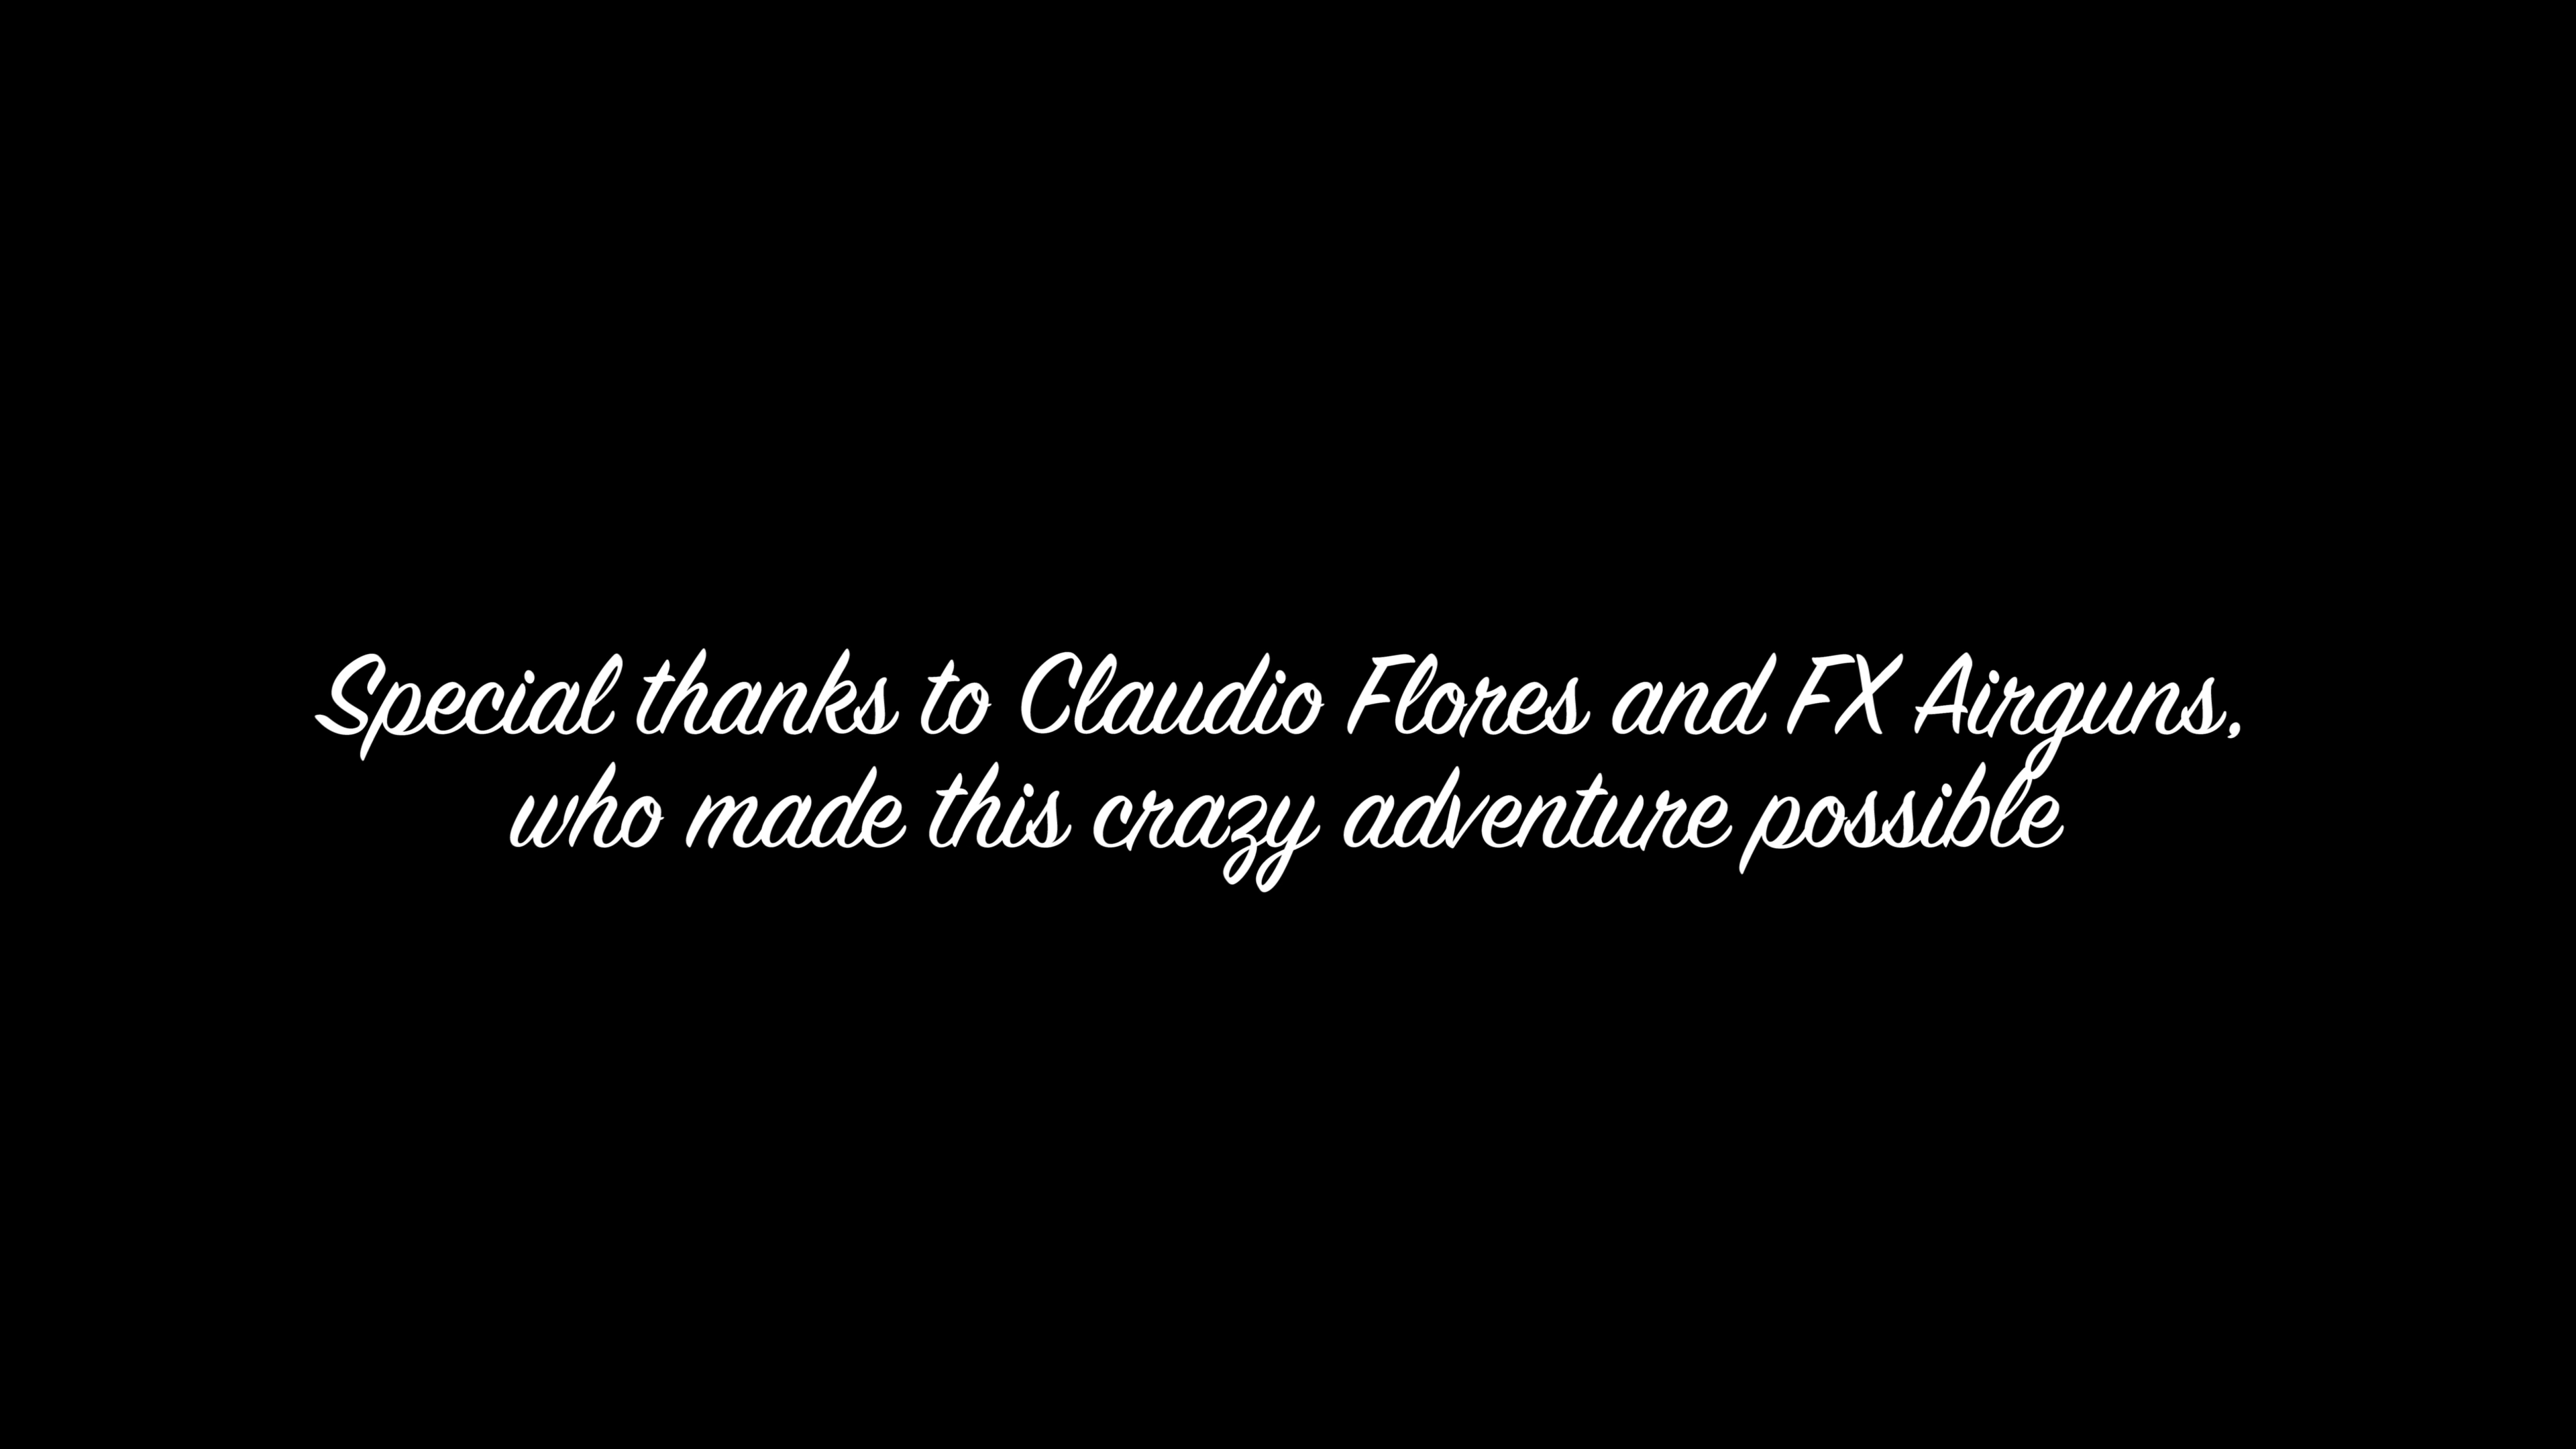 Special thanks to Claudio Flores and FX Airguns,
who made this crazy adventure possible